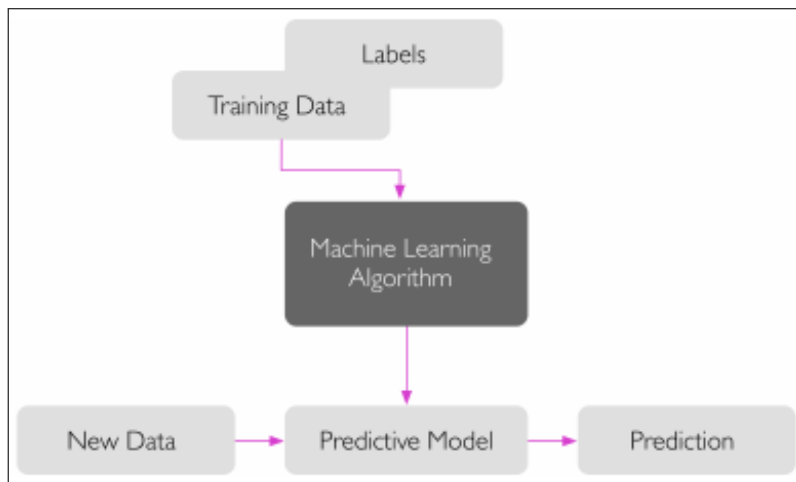 Labels
Training Data
Machine Learning
Algorithm
New Data
Predictive Model
Prediction